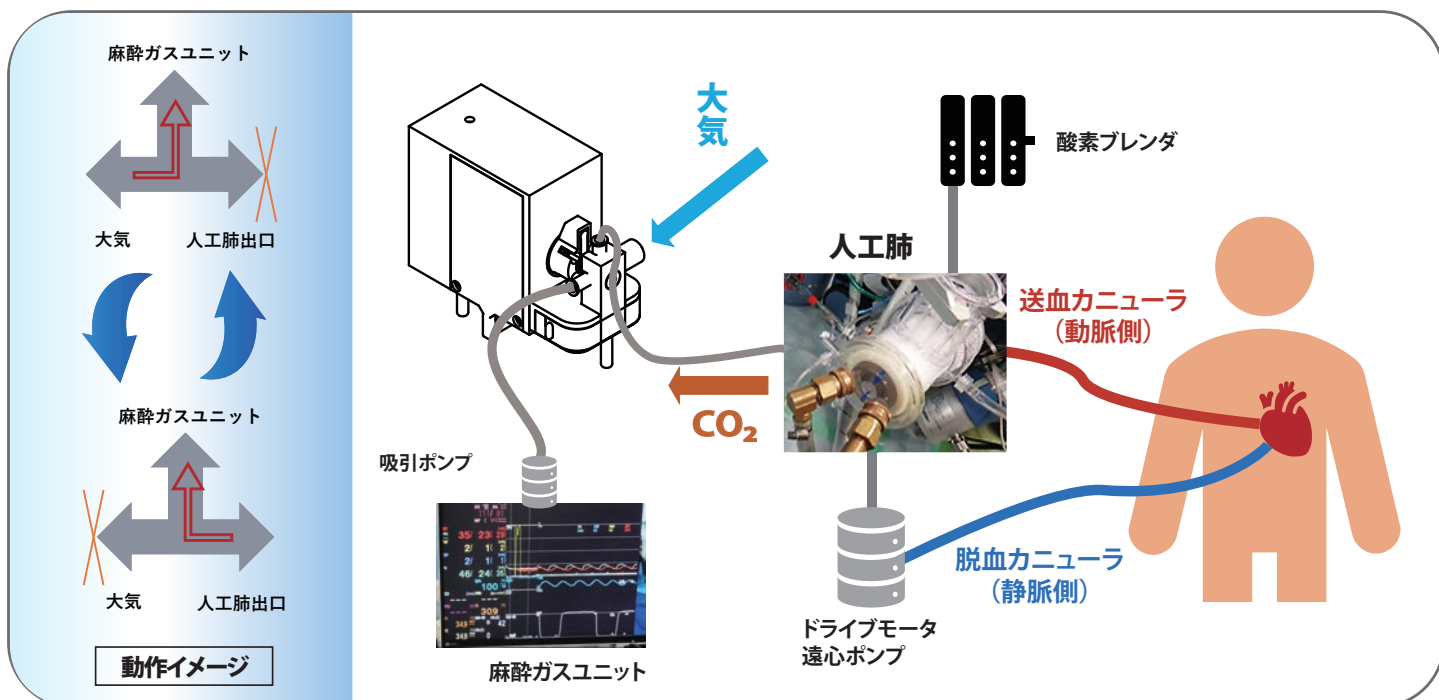 麻酔ガスユニット
大気
人工肺出口
麻酔ガスユニット
大気
人工肺出口
動作イメージ
大気
酸素ブレンダ
人工肺
送血カニューラ
（動脈側）
CO₂
吸引ポンプ
脱血カニューラ
（静脈側）
ドライブモータ
遠心ポンプ
麻酔ガスユニット
100
309